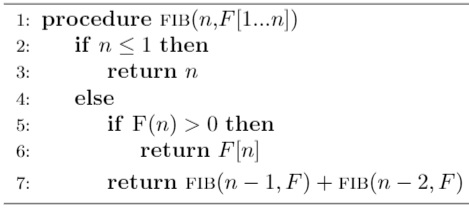 1: procedure FIB(n,F[1...n])
2: if n ≤ 1 then
3: return n
4: else
5: if F(n) > 0 then
6: return F[n]
7: return FIB(n − 1, F) + FIB(n − 2, F)